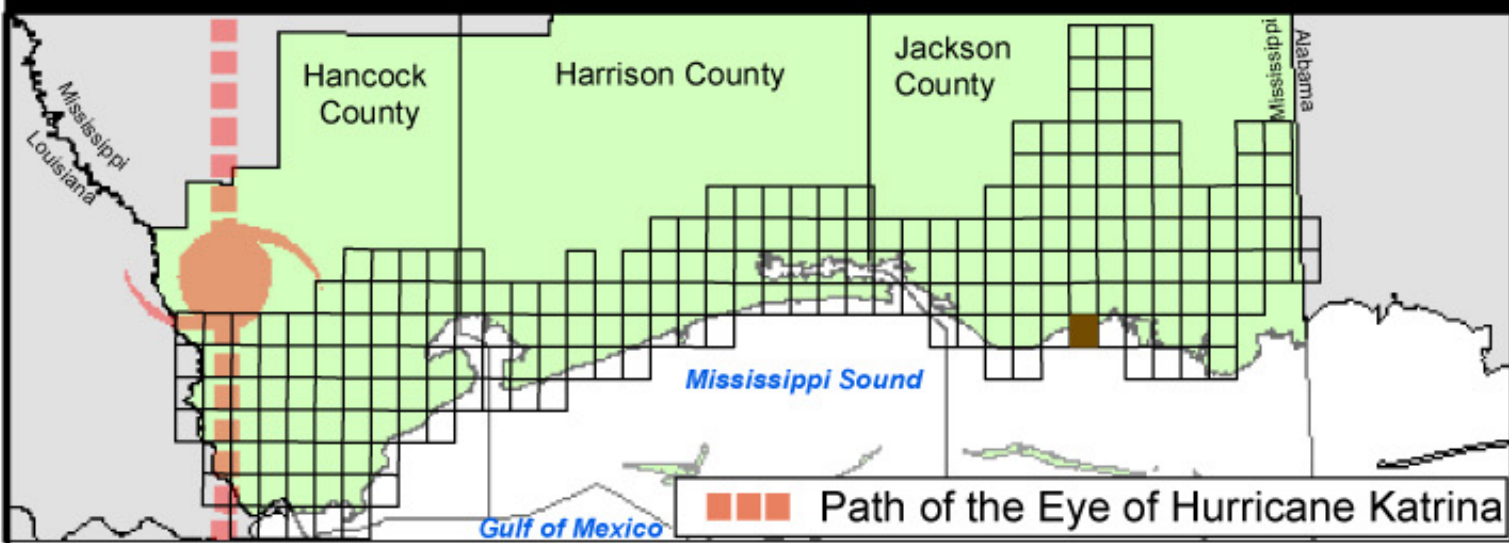 Hancock
County
Harrison County
Jackson
County
Mississippi
Alabama
Mississippi
Louisiana
Mississippi Sound
Gulf of Mexico
Path of the Eye of Hurricane Katrina